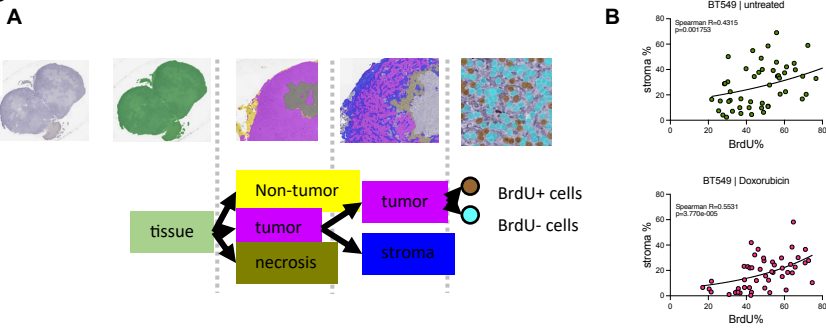 A
tissue
Non-tumor
tumor
necrosis
tumor
stroma
BrdU+ cells
BrdU- cells
B
BT549 | untreated
Spearman R=0.4315
p=0.001753
stroma %
80
60
40
20
0
0 20 40 60 80
BrdU%
BT549 | Doxorubicin
Spearman R=0.5531
p=3.770e-005
stroma %
80
60
40
20
0
0 20 40 60 80
BrdU%